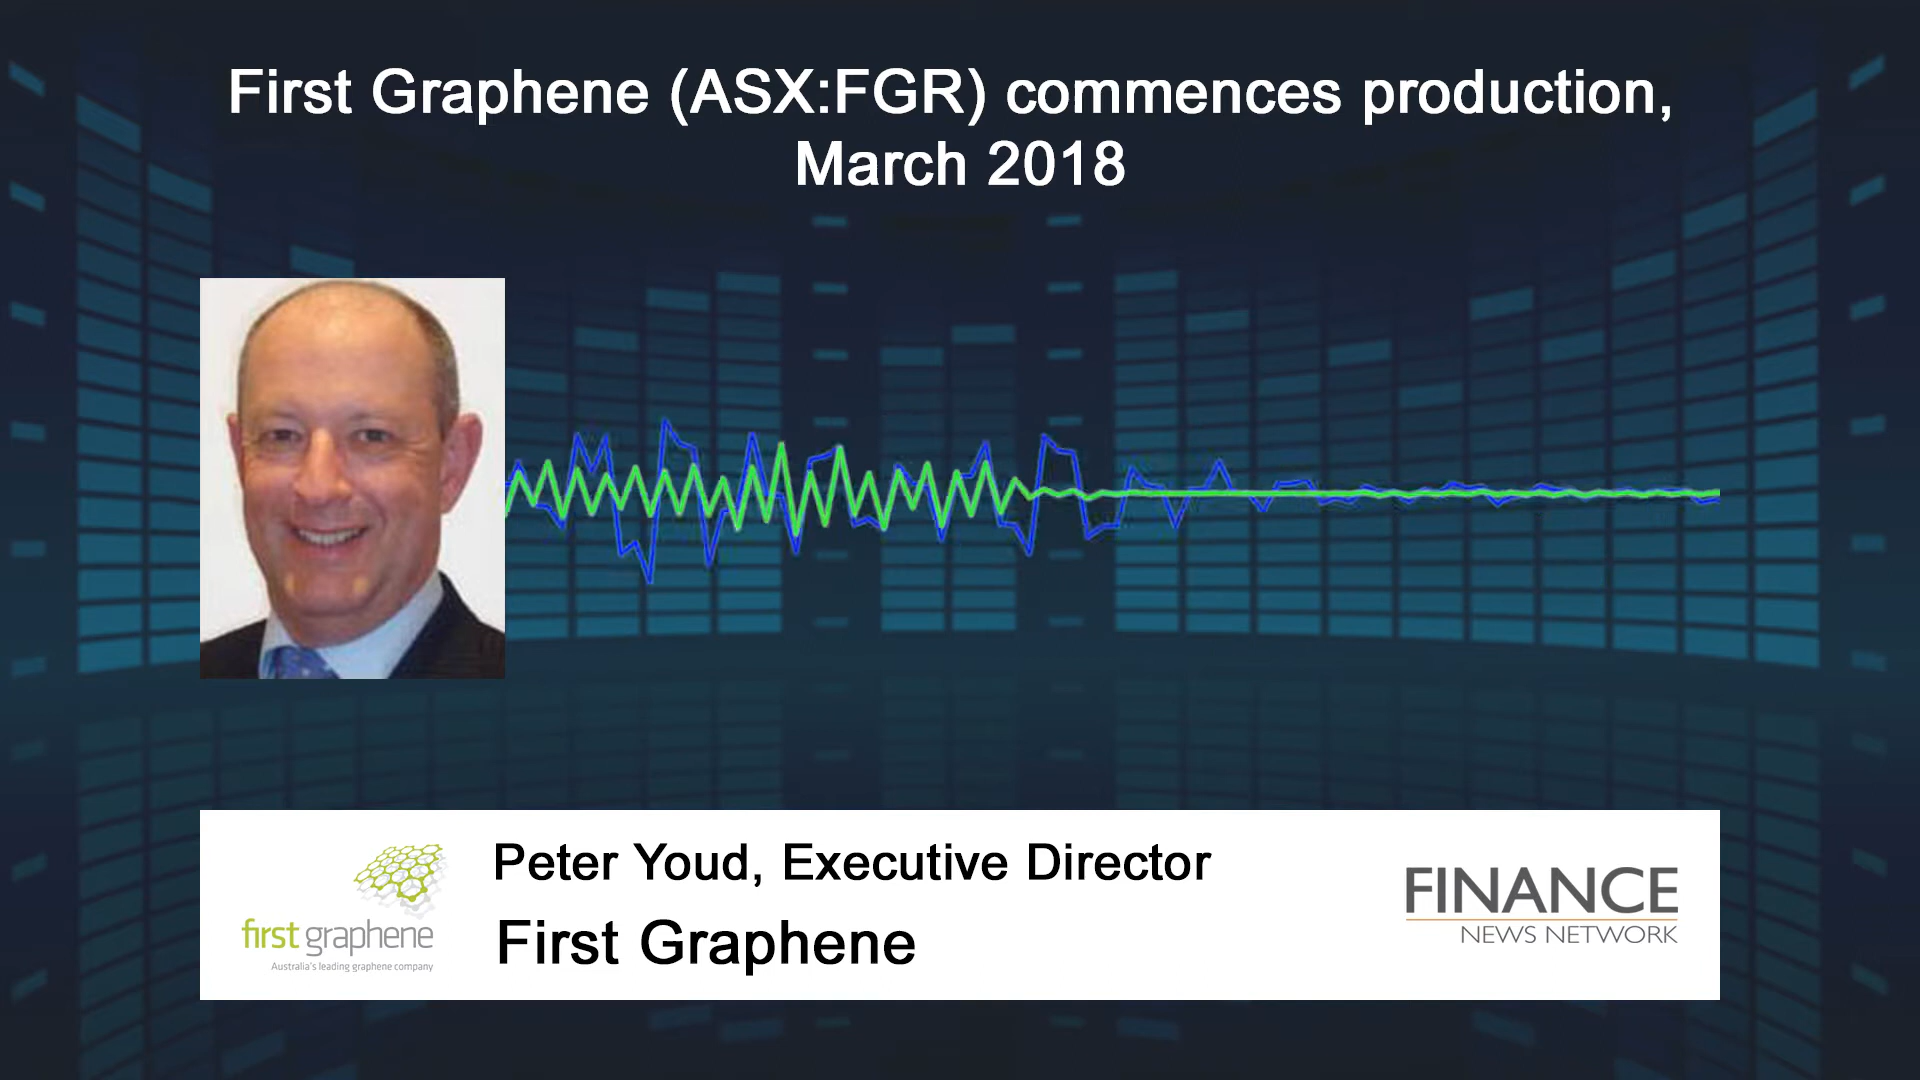 First Graphene (ASX:FGR) commences production,
March 2018
Peter Youd, Executive Director
First Graphene
first graphene
Australia's leading graphene company
FINANCE
NEWS NETWORK